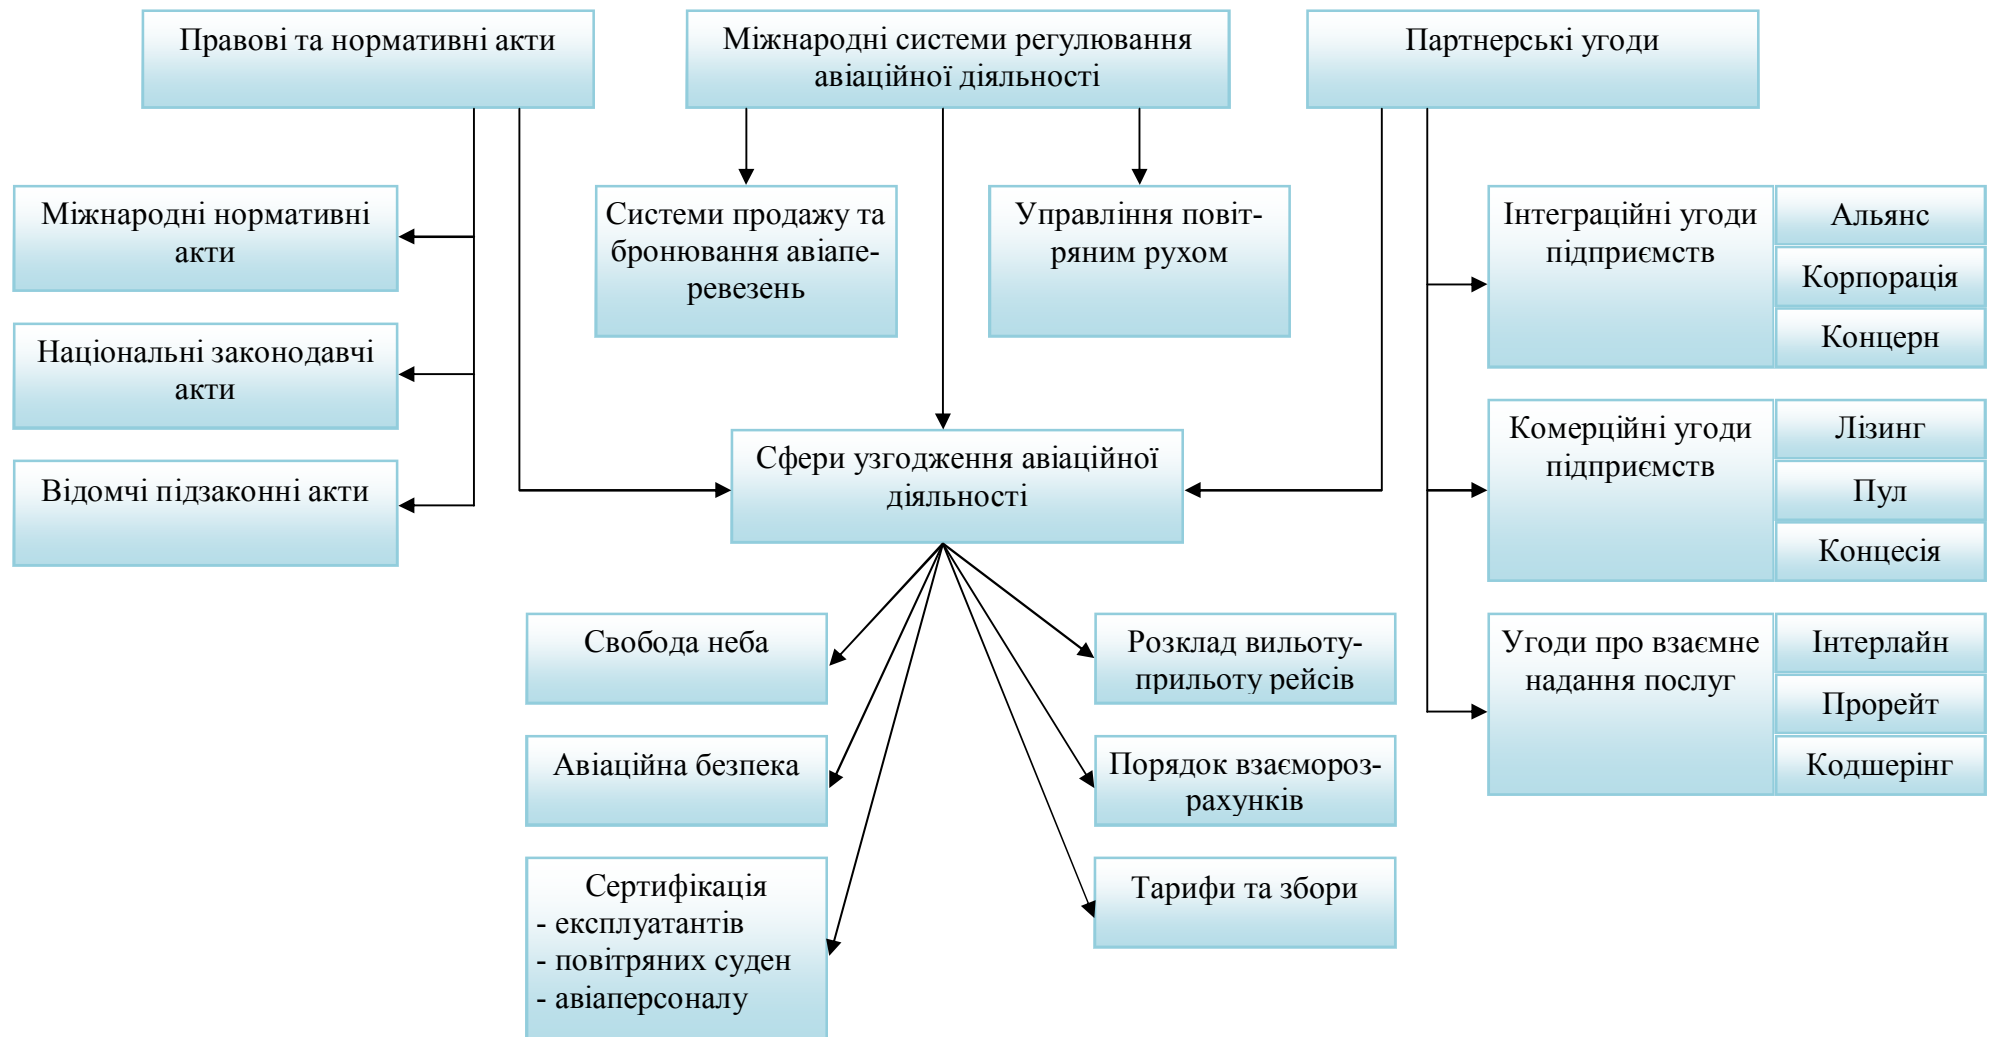 Правові та нормативні акти
Міжнародні системи регулювання
авіаційної діяльності
Партнерські угоди
Міжнародні нормативні
акти
Національні законодавчі
акти
Відомчі підзаконні акти
Системи продажу та
бронювання авіапе-
ревезень
Управління повіт-
ряним рухом
Інтеграційні угоди
підприємств
Альянс
Корпорація
Концерн
Комерційні угоди
підприємств
Лізинг
Пул
Концесія
Угоди про взаємне
надання послуг
Інтерлайн
Прорейт
Кодшерінг
Сфери узгодження авіаційної
діяльності
Свобода неба
Авіаційна безпека
Сертифікація
- експлуатантів
- повітряних суден
- авіаперсоналу
Розклад вильоту-
прильоту рейсів
Порядок взаємороз-
рахунків
Тарифи та збори